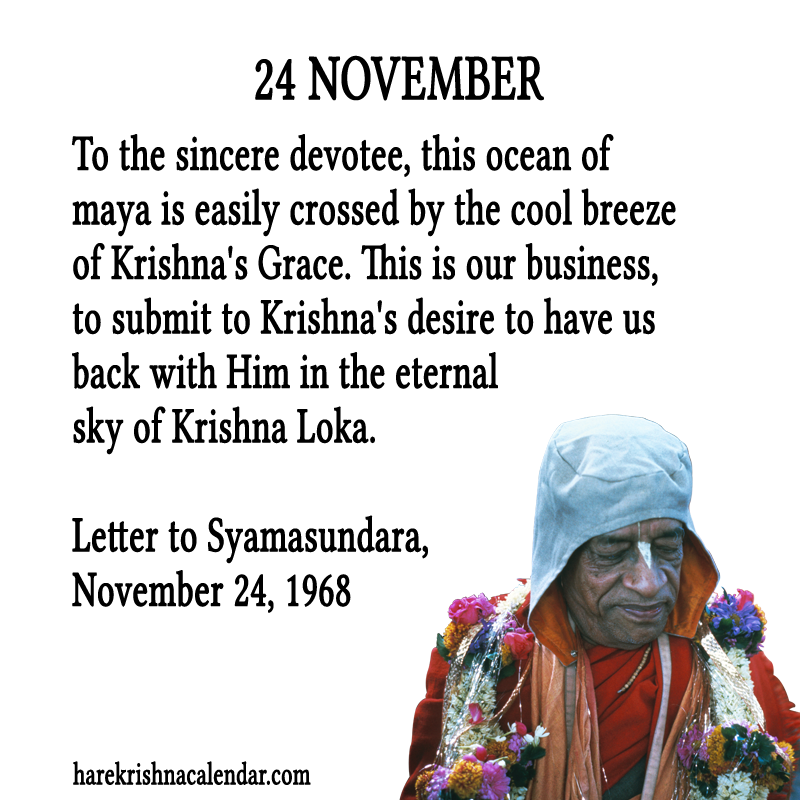 24 NOVEMBER
To the sincere devotee, this ocean of
maya is easily crossed by the cool breeze
of Krishna's Grace. This is our business,
to submit to Krishna's desire to have us
back with Him in the eternal
sky of Krishna Loka.
Letter to Syamasundara,
November 24, 1968
harekrishnacalendar.com